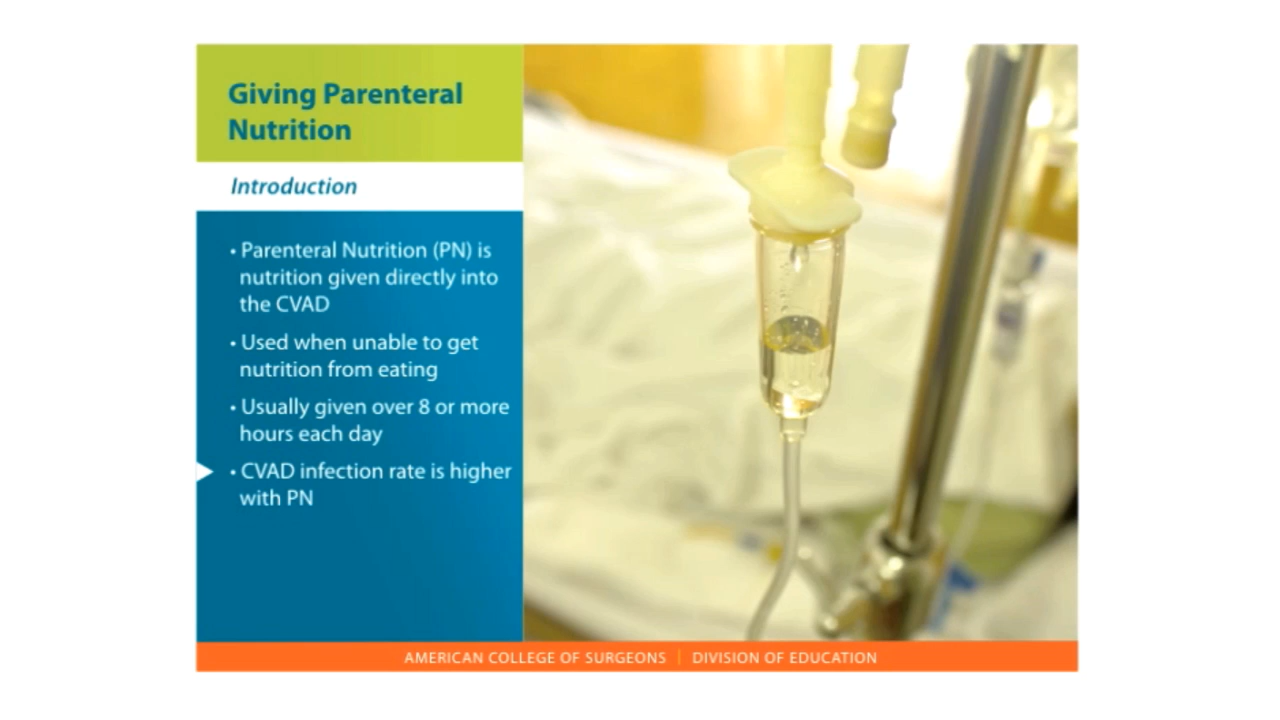 Giving Parenteral
Nutrition
Introduction
• Parenteral Nutrition (PN) is
nutrition given directly into
the CVAD
• Used when unable to get
nutrition from eating
• Usually given over 8 or more
hours each day
• CVAD infection rate is higher
with PN
AMERICAN COLLEGE OF SURGEONS | DIVISION OF EDUCATION